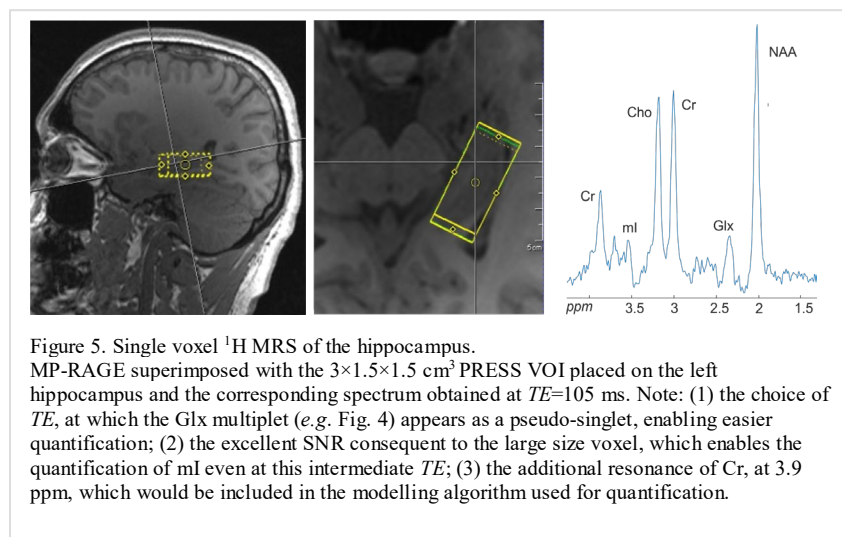 NAA
Cho
Cr
Cr
mI
Glx
5cm
ppm 3.5 3 2 2 1.5
Figure 5. Single voxel ¹H MRS of the hippocampus.
MP-RAGE superimposed with the 3×1.5×1.5 cm³ PRESS VOI placed on the left
hippocampus and the corresponding spectrum obtained at TE=105 ms. Note: (1) the choice of
TE, at which the Glx multiplet (e.g. Fig. 4) appears as a pseudo-singlet, enabling easier
quantification; (2) the excellent SNR consequent to the large size voxel, which enables the
quantification of mI even at this intermediate TE; (3) the additional resonance of Cr, at 3.9
ppm, which would be included in the modelling algorithm used for quantification.